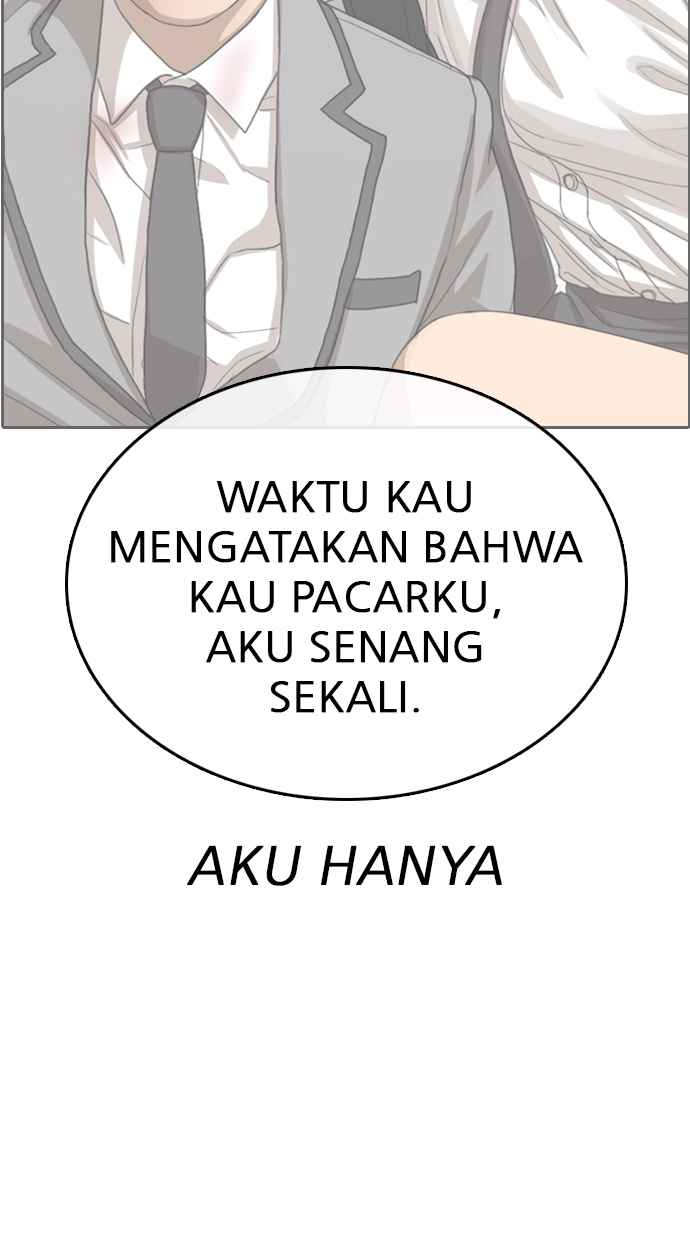 WAKTU KAU
MENGATAKAN BAHWA
KAU PACARKU,
AKU SENANG
SEKALI.
AKU HANYA